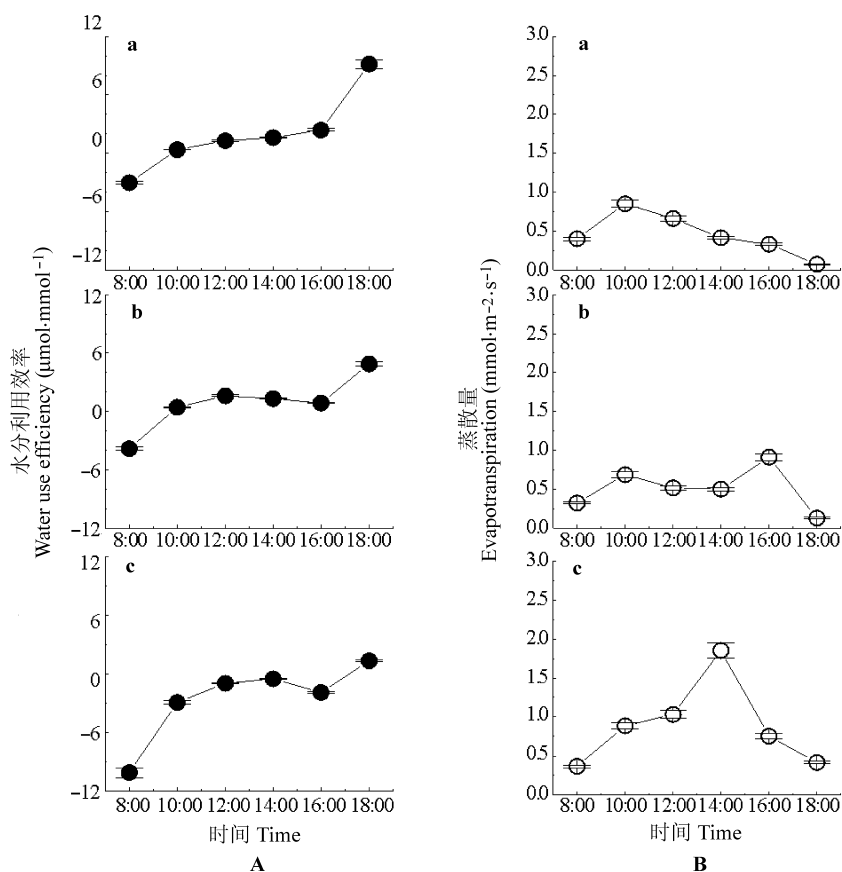 水分利用效率
Water use efficiency (μmol·mmol⁻¹)
a
12
6
0
−6
−12
8:00 10:00 12:00 14:00 16:00 18:00
b
12
6
0
−6
−12
8:00 10:00 12:00 14:00 16:00 18:00
c
12
6
0
−6
−12
8:00 10:00 12:00 14:00 16:00 18:00
时间 Time
A
蒸散量
Evapotranspiration (mmol·m⁻²·s⁻¹)
a
3.0
2.5
2.0
1.5
1.0
0.5
0.0
8:00 10:00 12:00 14:00 16:00 18:00
b
3.0
2.5
2.0
1.5
1.0
0.5
0.0
8:00 10:00 12:00 14:00 16:00 18:00
c
3.0
2.5
2.0
1.5
1.0
0.5
0.0
8:00 10:00 12:00 14:00 16:00 18:00
时间 Time
B